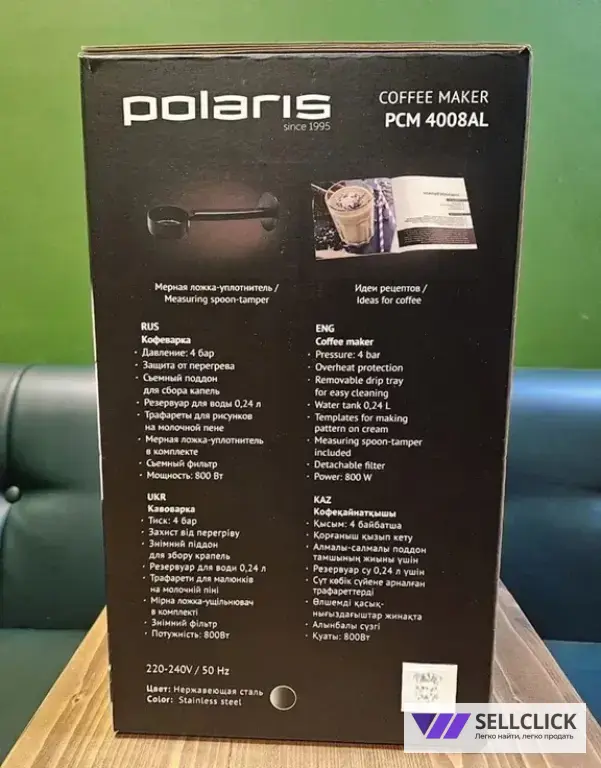 polaris
since 1995
COFFEE MAKER
PCM 4008AL
Мерная ложка-уплотнитель /
Measuring spoon-tamper
Идеи рецептов /
Ideas for coffee
RUS
Кофеварка
· Давление: 4 бар
· Защита от перегрева
· Съемный поддон
для сбора капель
· Резервуар для воды 0,24 л
· Трафареты для рисунков
на молочной пене
· Мерная ложка-уплотнитель
в комплекте
· Съемный фильтр
· Мощность: 800 Вт
ENG
Coffee maker
· Pressure: 4 bar
· Overheat protection
· Removable drip tray
for easy cleaning
· Water tank 0,24 L
· Templates for making
pattern on cream
· Measuring spoon-tamper
included
· Detachable filter
· Power: 800 W
UKR
Кавоварка
· Тиск: 4 бар
· Захист від перегріву
· Знімний піддон
для збору крапель
· Резервуар для води 0,24 л
· Трафарети для малюнків
на молочній піні
· Мірна ложка-ущільнювач
в комплекті
· Знімний фільтр
· Потужність: 800Вт
KAZ
Кофеқайнатқышы
· Қысым: 4 байбатша
· Қорғаныш қызып кету
· Алмалы-салмалы поддон
тамшының жиыны үшін
· Резервуар су 0,24 л үшін
· Сүт көбік сүйене арналған
трафареттерді
· Өлшемді қасық-
нығыздағыштар жинақта
· Алынбалы сүзгі
· Қуаты: 800Вт
220-240V / 50 Hz
Цвет: Нержавеющая сталь
Color: Stainless steel
SELLCLICK
Легко найти, легко продать